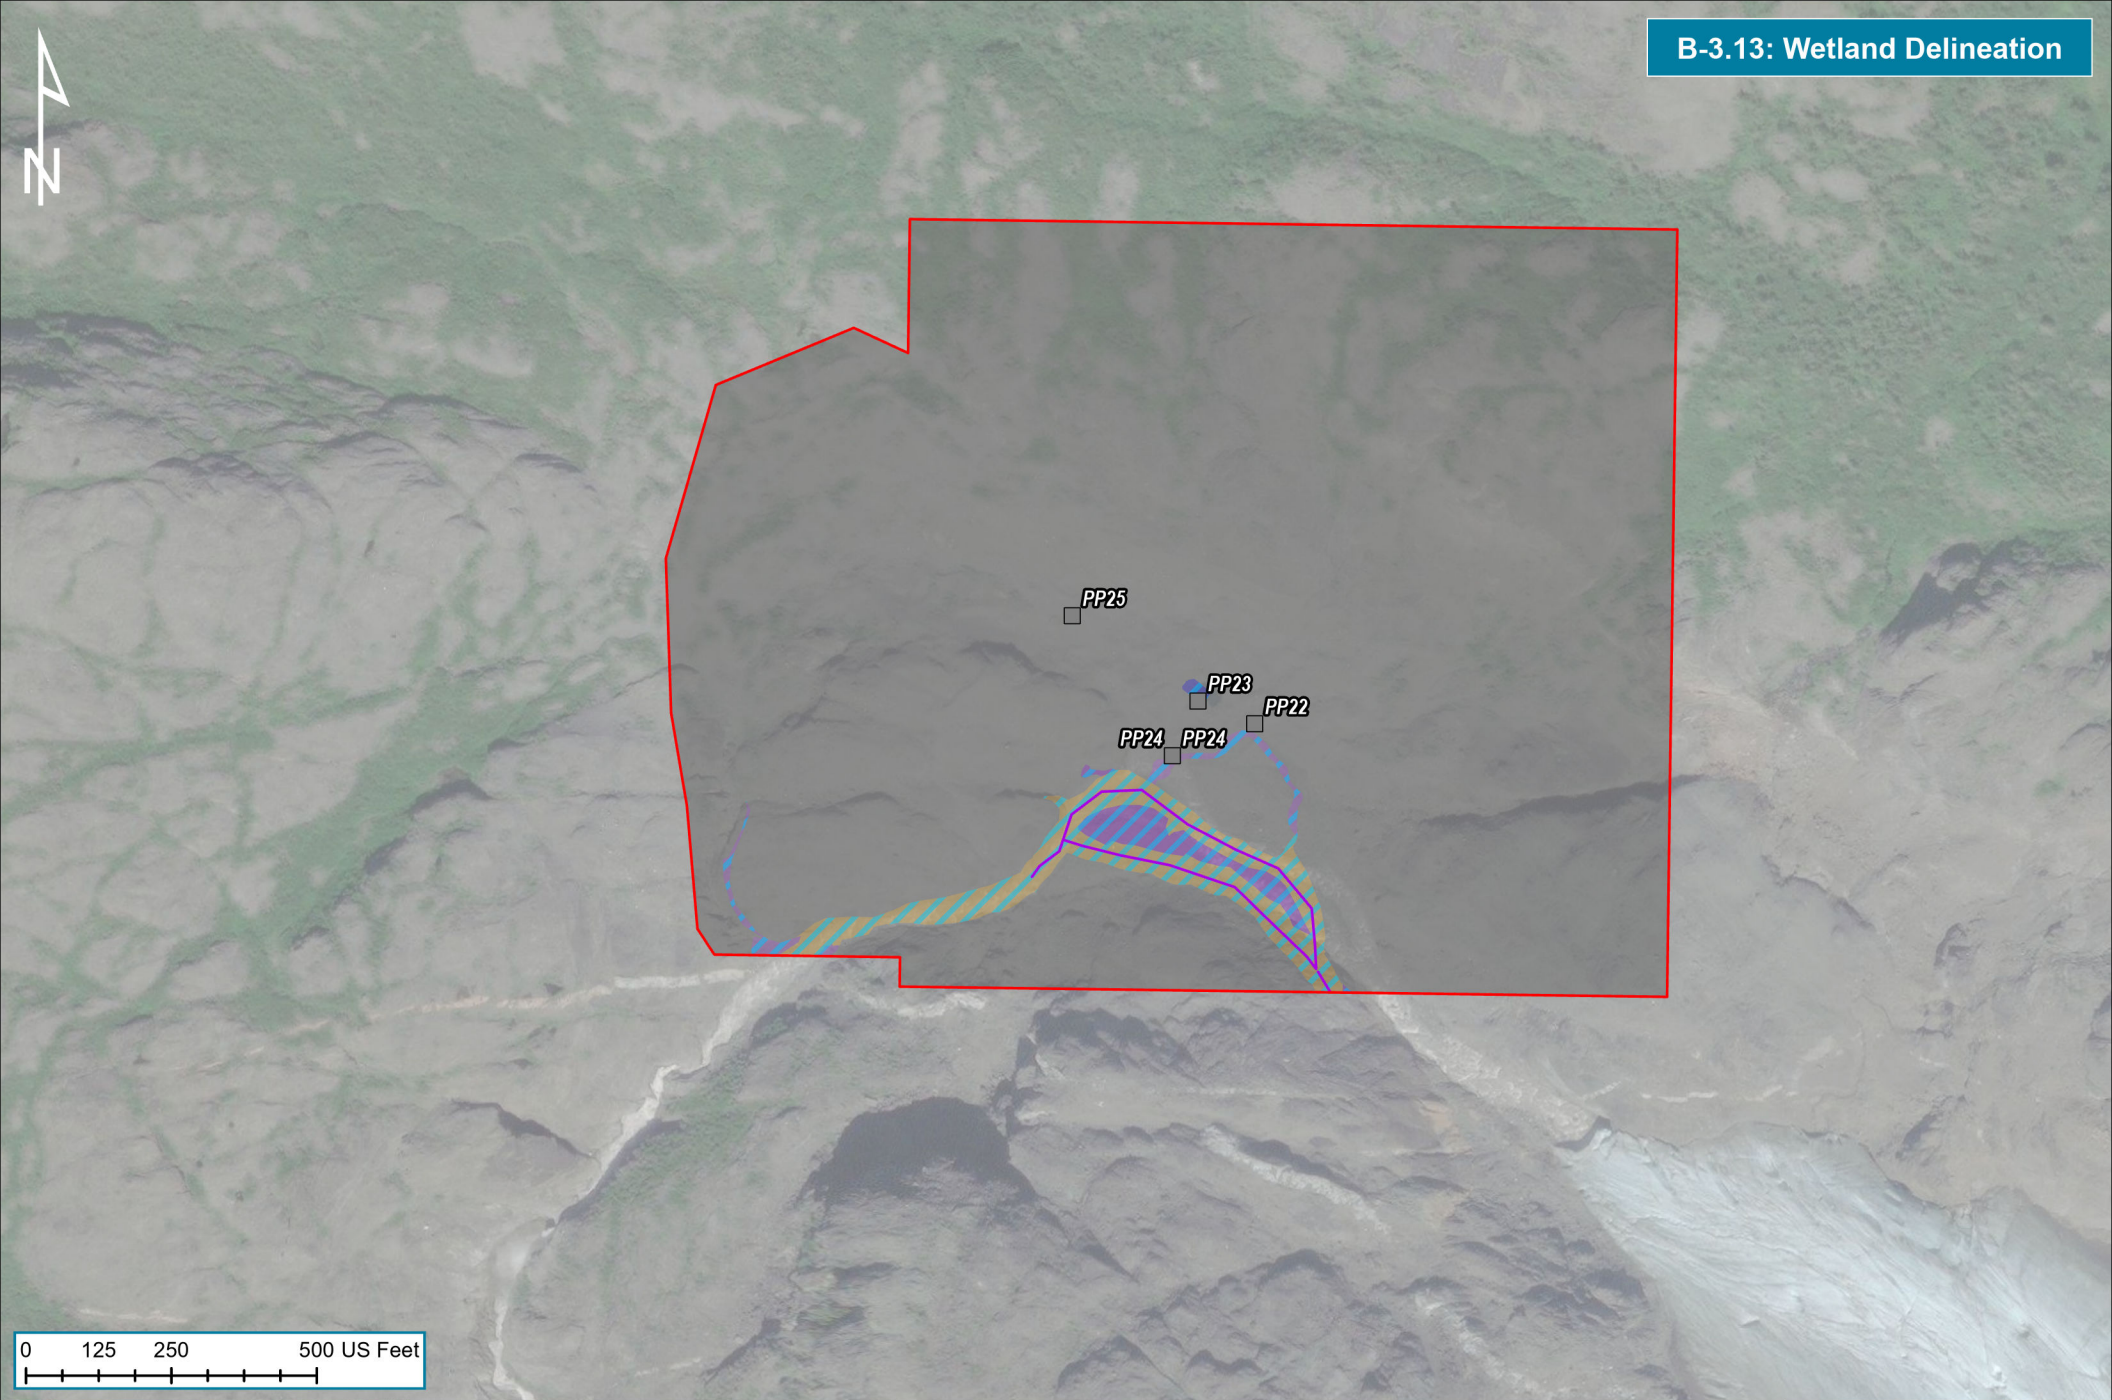 B-3.13: Wetland Delineation
N
PP25
PP23
PP22
PP24 PP24
0 125 250 500 US Feet